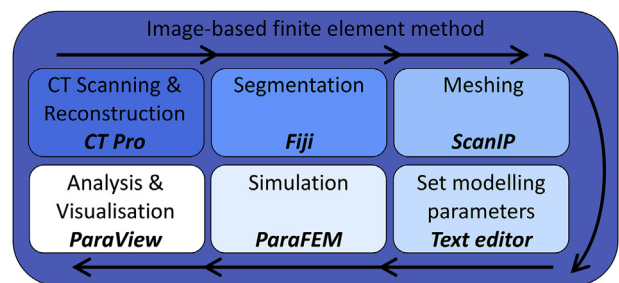 Image-based finite element method
CT Scanning &
Reconstruction
CT Pro
Segmentation
Fiji
Meshing
ScanIP
Analysis &
Visualisation
ParaView
Simulation
ParaFEM
Set modelling
parameters
Text editor